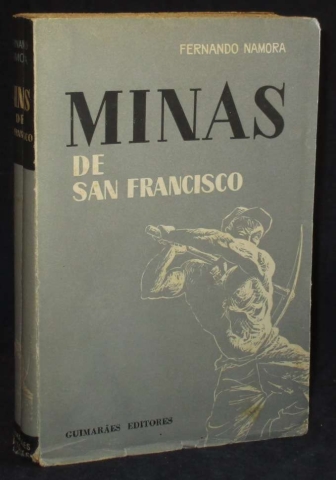 FERNANDO NAMORA
MINAS
DE
SAN FRANCISCO
GUIMARÃES EDITORES